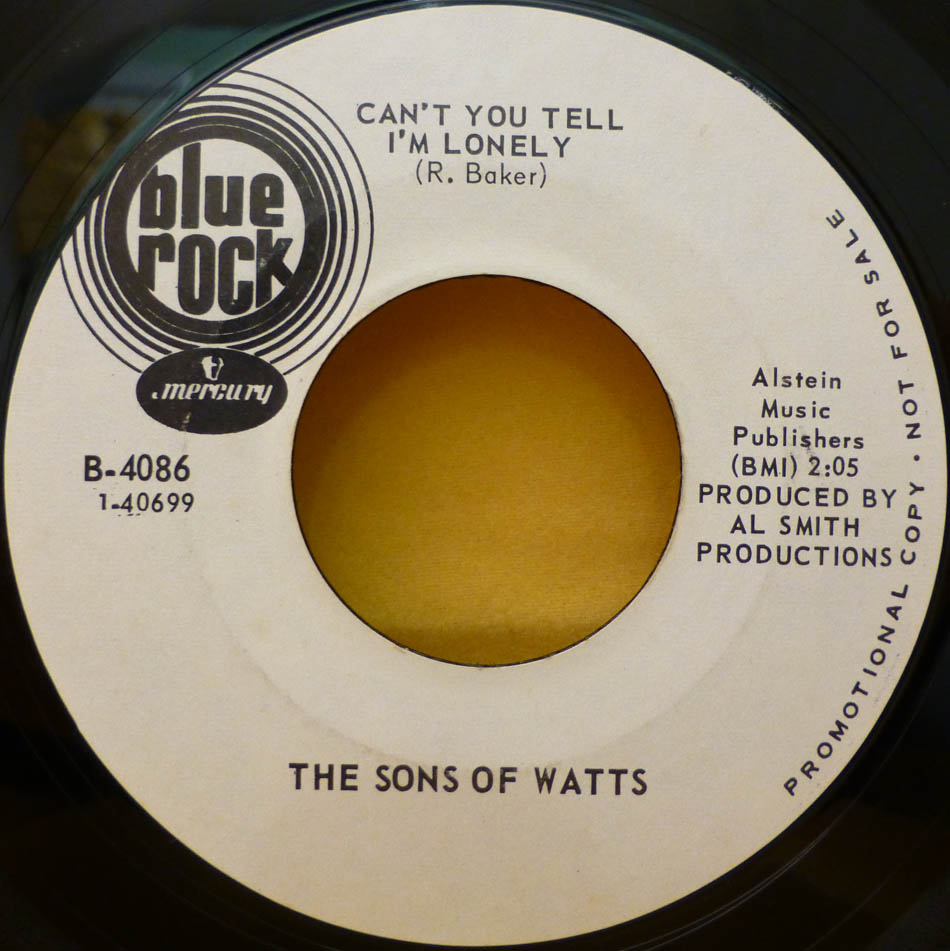 CAN'T YOU TELL
I'M LONELY
(R. Baker)
blue
rock
mercury
B-4086
1-40699
Alstein
Music
Publishers
(BMI) 2:05
PRODUCED BY
AL SMITH
PRODUCTIONS
PROMOTIONAL COPY • NOT FOR SALE
THE SONS OF WATTS